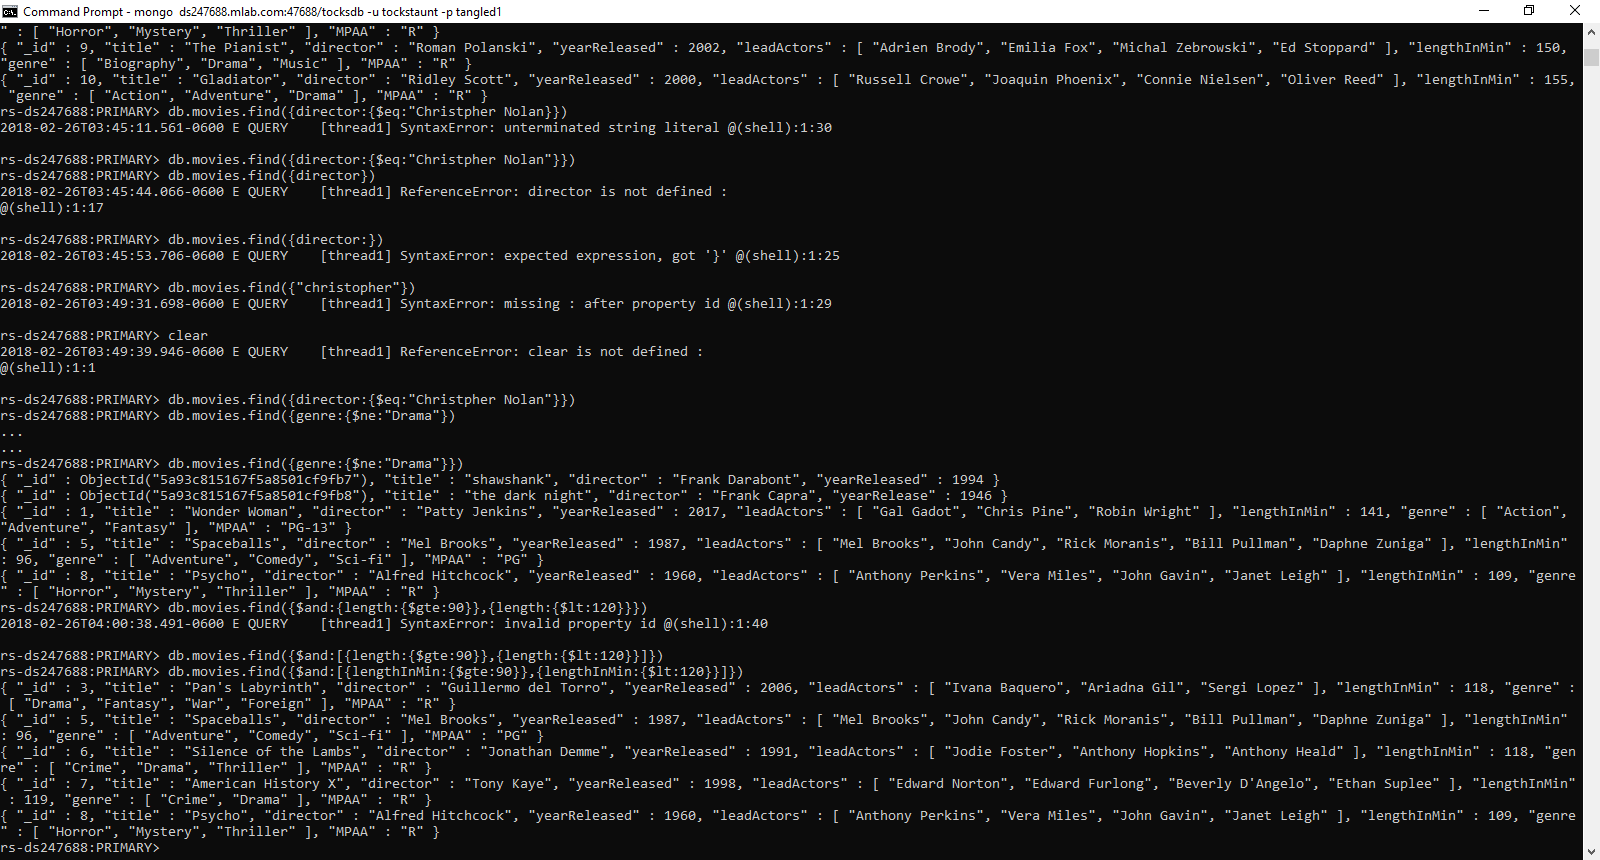 Command Prompt - mongo  ds247688.mlab.com:47688/tocksdb -u tockstaunt -p tangled1
" : [ "Horror", "Mystery", "Thriller" ], "MPAA" : "R" }
{ "_id" : 9, "title" : "The Pianist", "director" : "Roman Polanski", "yearReleased" : 2002, "leadActors" : [ "Adrien Brody", "Emilia Fox", "Michal Zebrowski", "Ed Stoppard" ], "lengthInMin" : 150,
"genre" : [ "Biography", "Drama", "Music" ], "MPAA" : "R" }
{ "_id" : 10, "title" : "Gladiator", "director" : "Ridley Scott", "yearReleased" : 2000, "leadActors" : [ "Russell Crowe", "Joaquin Phoenix", "Connie Nielsen", "Oliver Reed" ], "lengthInMin" : 155,
 "genre" : [ "Action", "Adventure", "Drama" ], "MPAA" : "R" }
rs-ds247688:PRIMARY> db.movies.find({director:{$eq:"Christpher Nolan}})
2018-02-26T03:45:11.561-0600 E QUERY    [thread1] SyntaxError: unterminated string literal @(shell):1:30
rs-ds247688:PRIMARY> db.movies.find({director:{$eq:"Christpher Nolan"}})
rs-ds247688:PRIMARY> db.movies.find({director})
2018-02-26T03:45:44.066-0600 E QUERY    [thread1] ReferenceError: director is not defined :
@(shell):1:17
rs-ds247688:PRIMARY> db.movies.find({director:})
2018-02-26T03:45:53.706-0600 E QUERY    [thread1] SyntaxError: expected expression, got '}' @(shell):1:25
rs-ds247688:PRIMARY> db.movies.find({"christopher"})
2018-02-26T03:49:31.698-0600 E QUERY    [thread1] SyntaxError: missing : after property id @(shell):1:29
rs-ds247688:PRIMARY> clear
2018-02-26T03:49:39.946-0600 E QUERY    [thread1] ReferenceError: clear is not defined :
@(shell):1:1
rs-ds247688:PRIMARY> db.movies.find({director:{$eq:"Christpher Nolan"}})
rs-ds247688:PRIMARY> db.movies.find({genre:{$ne:"Drama"})
...
...
rs-ds247688:PRIMARY> db.movies.find({genre:{$ne:"Drama"}})
{ "_id" : ObjectId("5a93c815167f5a8501cf9fb7"), "title" : "shawshank", "director" : "Frank Darabont", "yearReleased" : 1994 }
{ "_id" : ObjectId("5a93c815167f5a8501cf9fb8"), "title" : "the dark night", "director" : "Frank Capra", "yearRelease" : 1946 }
{ "_id" : 1, "title" : "Wonder Woman", "director" : "Patty Jenkins", "yearReleased" : 2017, "leadActors" : [ "Gal Gadot", "Chris Pine", "Robin Wright" ], "lengthInMin" : 141, "genre" : [ "Action",
"Adventure", "Fantasy" ], "MPAA" : "PG-13" }
{ "_id" : 5, "title" : "Spaceballs", "director" : "Mel Brooks", "yearReleased" : 1987, "leadActors" : [ "Mel Brooks", "John Candy", "Rick Moranis", "Bill Pullman", "Daphne Zuniga" ], "lengthInMin"
: 96, "genre" : [ "Adventure", "Comedy", "Sci-fi" ], "MPAA" : "PG" }
{ "_id" : 8, "title" : "Psycho", "director" : "Alfred Hitchcock", "yearReleased" : 1960, "leadActors" : [ "Anthony Perkins", "Vera Miles", "John Gavin", "Janet Leigh" ], "lengthInMin" : 109, "genre
" : [ "Horror", "Mystery", "Thriller" ], "MPAA" : "R" }
rs-ds247688:PRIMARY> db.movies.find({$and:{length:{$gte:90}},{length:{$lt:120}}})
2018-02-26T04:00:38.491-0600 E QUERY    [thread1] SyntaxError: invalid property id @(shell):1:40
rs-ds247688:PRIMARY> db.movies.find({$and:[{length:{$gte:90}},{length:{$lt:120}}]})
rs-ds247688:PRIMARY> db.movies.find({$and:[{lengthInMin:{$gte:90}},{lengthInMin:{$lt:120}}]})
{ "_id" : 3, "title" : "Pan's Labyrinth", "director" : "Guillermo del Torro", "yearReleased" : 2006, "leadActors" : [ "Ivana Baquero", "Ariadna Gil", "Sergi Lopez" ], "lengthInMin" : 118, "genre" :
 [ "Drama", "Fantasy", "War", "Foreign" ], "MPAA" : "R" }
{ "_id" : 5, "title" : "Spaceballs", "director" : "Mel Brooks", "yearReleased" : 1987, "leadActors" : [ "Mel Brooks", "John Candy", "Rick Moranis", "Bill Pullman", "Daphne Zuniga" ], "lengthInMin"
: 96, "genre" : [ "Adventure", "Comedy", "Sci-fi" ], "MPAA" : "PG" }
{ "_id" : 6, "title" : "Silence of the Lambs", "director" : "Jonathan Demme", "yearReleased" : 1991, "leadActors" : [ "Jodie Foster", "Anthony Hopkins", "Anthony Heald" ], "lengthInMin" : 118, "gen
re" : [ "Crime", "Drama", "Thriller" ], "MPAA" : "R" }
{ "_id" : 7, "title" : "American History X", "director" : "Tony Kaye", "yearReleased" : 1998, "leadActors" : [ "Edward Norton", "Edward Furlong", "Beverly D'Angelo", "Ethan Suplee" ], "lengthInMin"
 : 119, "genre" : [ "Crime", "Drama" ], "MPAA" : "R" }
{ "_id" : 8, "title" : "Psycho", "director" : "Alfred Hitchcock", "yearReleased" : 1960, "leadActors" : [ "Anthony Perkins", "Vera Miles", "John Gavin", "Janet Leigh" ], "lengthInMin" : 109, "genre
" : [ "Horror", "Mystery", "Thriller" ], "MPAA" : "R" }
rs-ds247688:PRIMARY>